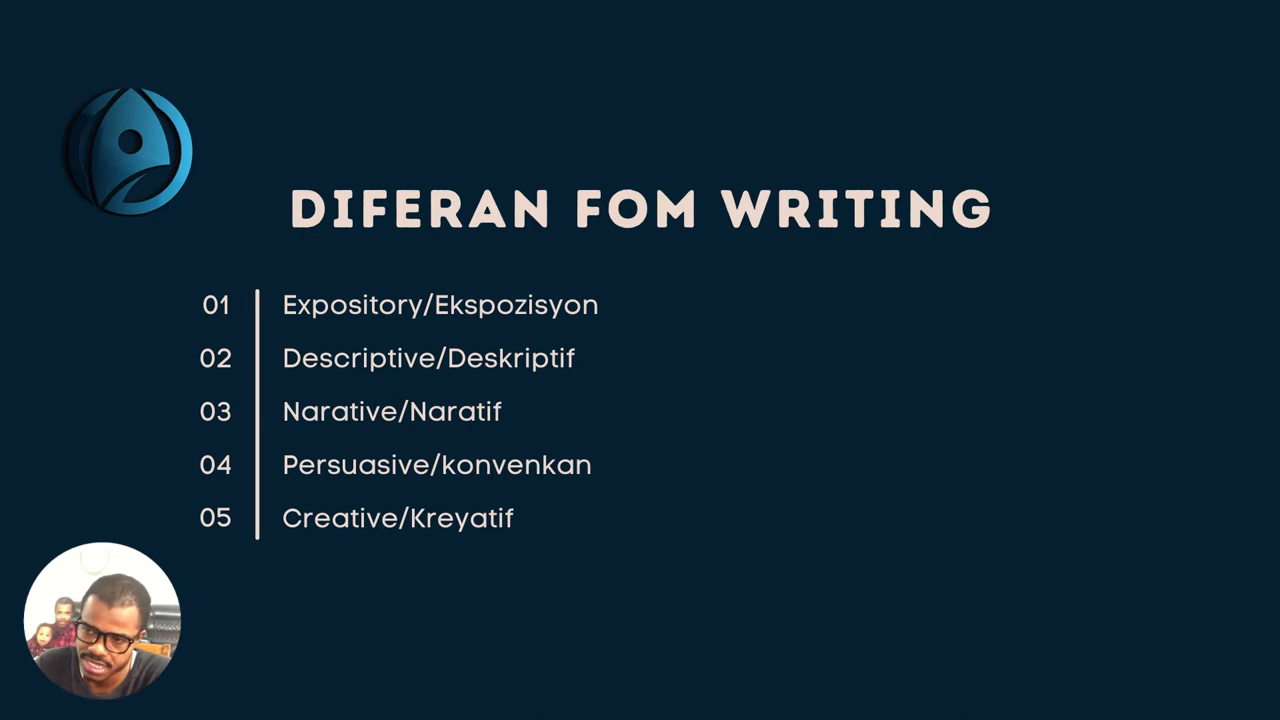 DIFERAN FOM WRITING
01 Expository/Ekspozisyon
02 Descriptive/Deskriptif
03 Narative/Naratif
04 Persuasive/konvenkan
05 Creative/Kreyatif